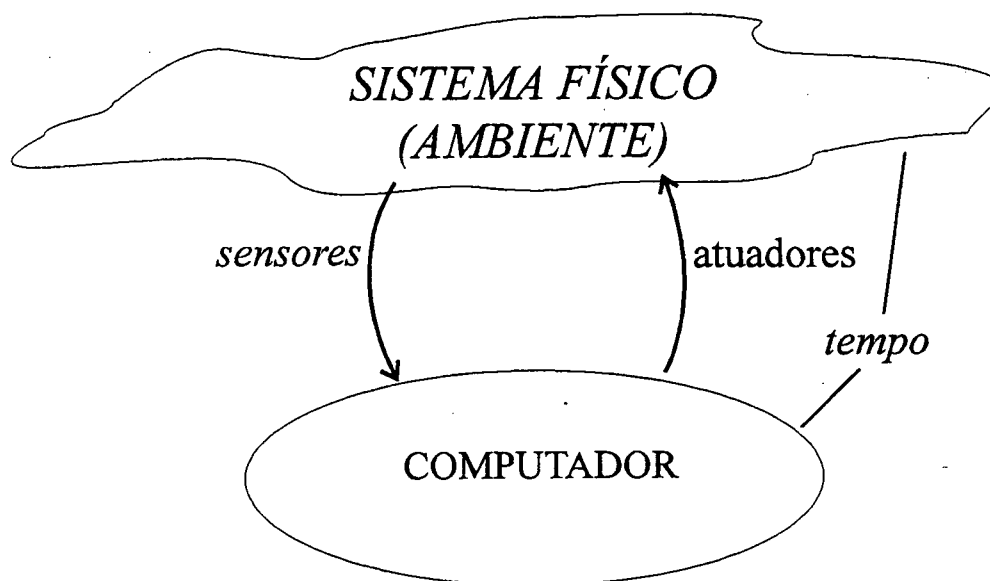 SISTEMA FÍSICO
(AMBIENTE)
sensores
atuadores
tempo
COMPUTADOR